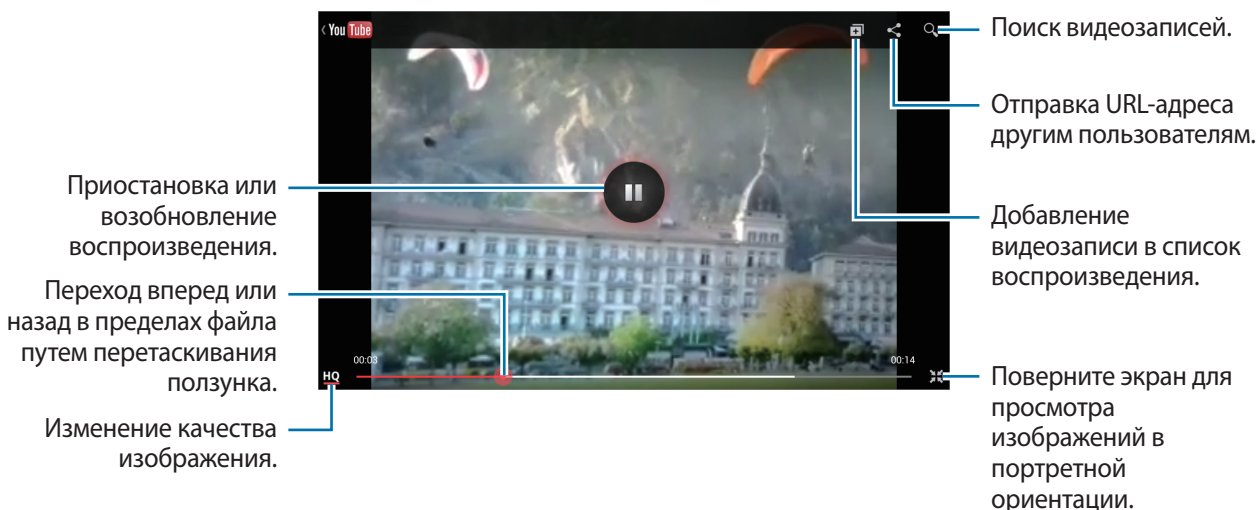 You Tube
Поиск видеозаписей.
Отправка URL-адреса
другим пользователям.
Приостановка или
возобновление
воспроизведения.
Добавление
видеозаписи в список
воспроизведения.
Переход вперед или
назад в пределах файла
путем перетаскивания
ползунка.
00:03
00:14
HQ
Изменение качества
изображения.
Поверните экран для
просмотра
изображений в
портретной
ориентации.